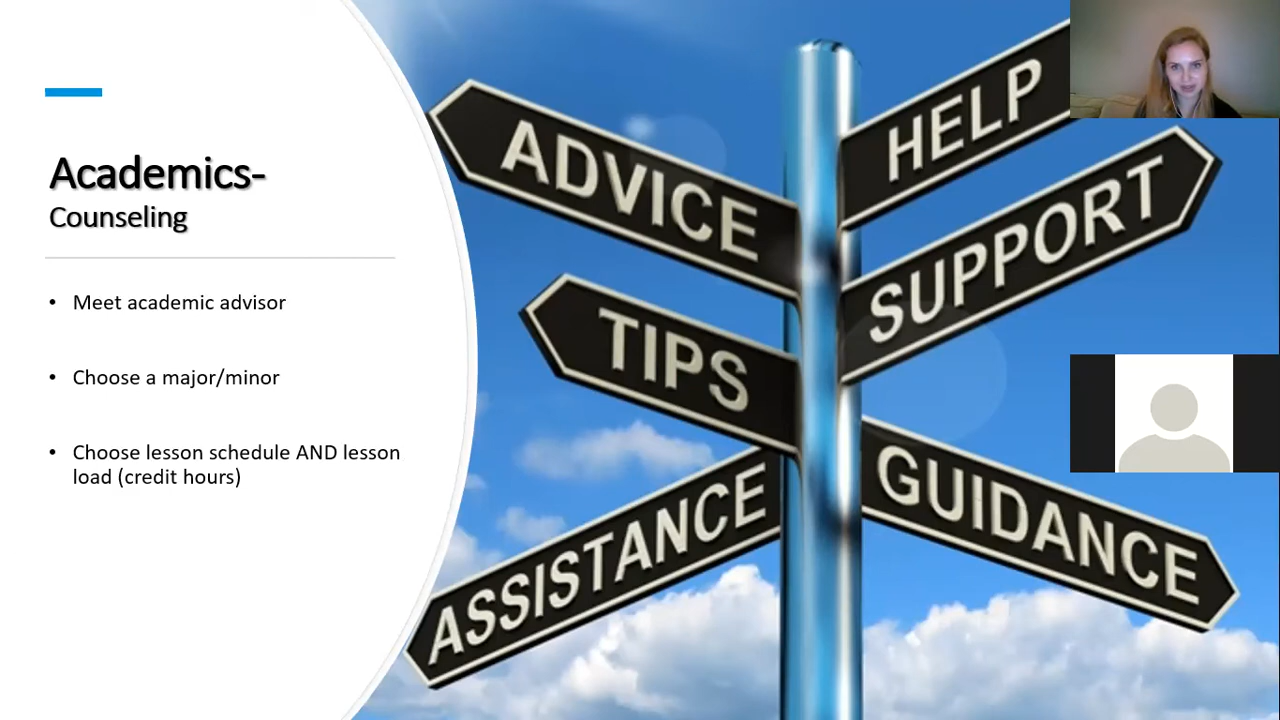 Academics-
Counseling
• Meet academic advisor
• Choose a major/minor
• Choose lesson schedule AND lesson
load (credit hours)
ADVICE
HELP
SUPPORT
TIPS
GUIDANCE
ASSISTANCE